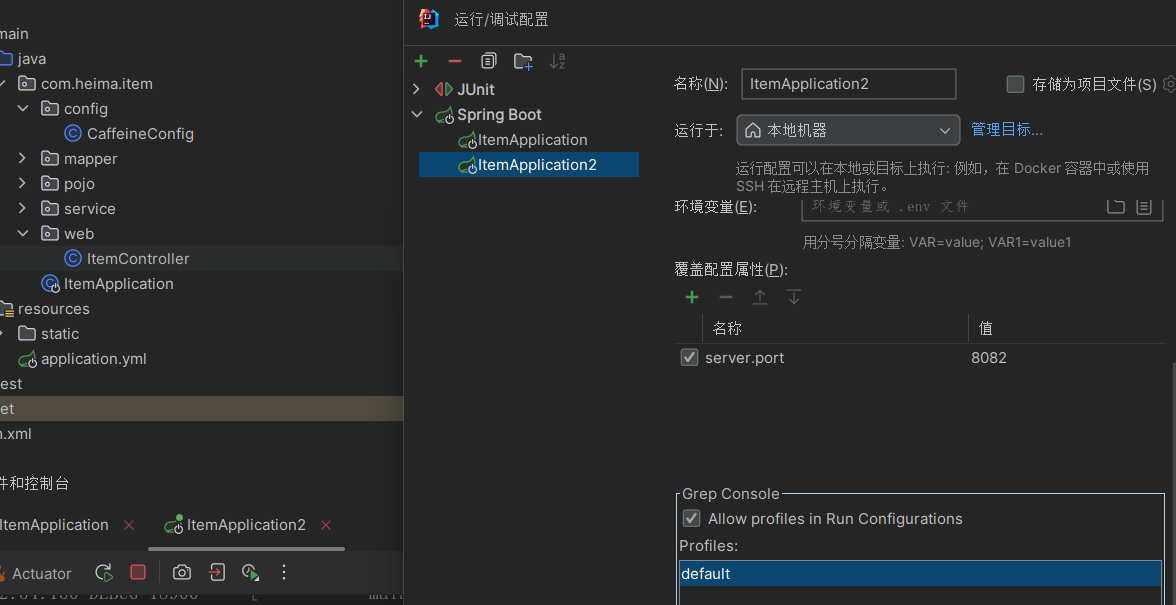 main
java
com.heima.item
config
CaffeineConfig
mapper
pojo
service
web
ItemController
ItemApplication
resources
static
application.yml
est
et
.xml
件和控制台
ItemApplication
ItemApplication2
Actuator
运行/调试配置
JUnit
Spring Boot
ItemApplication
ItemApplication2
名称(N):
ItemApplication2
存储为项目文件(S)
运行于:
本地机器
管理目标...
运行配置可以在本地或目标上执行: 例如，在 Docker 容器中或使用
SSH 在远程主机上执行。
环境变量(E):
环境变量或 .env 文件
用分号分隔变量: VAR=value; VAR1=value1
覆盖配置属性(P):
名称
值
server.port
8082
Grep Console
Allow profiles in Run Configurations
Profiles:
default